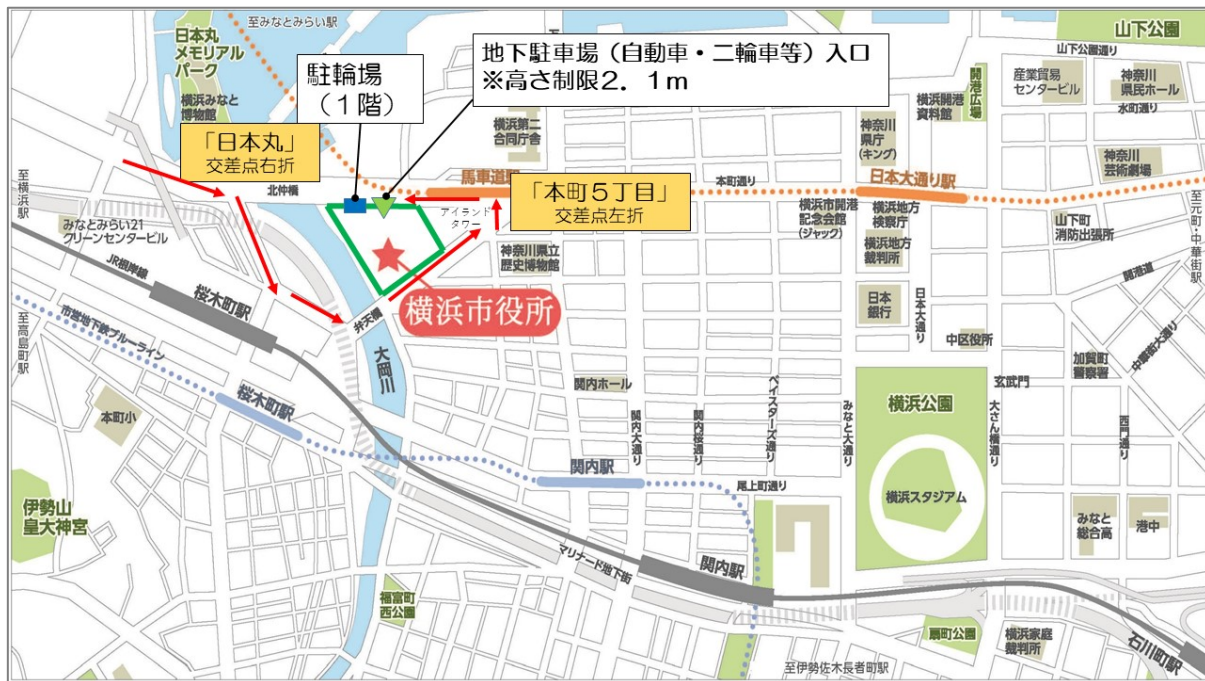 至みなとみらい駅
日本丸
メモリアル
パーク
横浜みなと
博物館
駐輪場
（１階）
地下駐車場（自動車・二輪車等）入口
※高さ制限２．１ｍ
山下公園
山下公園通り
開港広場
産業貿易
センタービル
神奈川
県民ホール
水町通り
横浜開港
資料館
横浜第二
合同庁舎
神奈川
県庁
(キング)
神奈川
芸術劇場
「日本丸」
交差点右折
至横浜駅
北仲橋
馬車道駅
「本町５丁目」
交差点左折
本町通り
日本大通り駅
至元町・中華街駅
アイランド
タワー
みなとみらい21
グリーンセンタービル
神奈川県立
歴史博物館
横浜市開港
記念会館
(ジャック)
横浜地方
検察庁
横浜地方
裁判所
山下町
消防出張所
開港道
JR根岸線
桜木町駅
横浜市役所
弁天橋
大岡川
日本
銀行
日本大通り
中区役所
加賀町
警察署
中華街大通り
至高島町駅
市営地下鉄ブルーライン
桜木町駅
本町小
関内ホール
関内大通り
関内桜通り
ベイスターズ通り
みなと大通り
横浜公園
玄武門
大さん橋通り
西門通り
関内駅
尾上町通り
横浜スタジアム
伊勢山
皇大神宮
みなと
総合高
港中
マリナード地下街
関内駅
福富町
西公園
扇町公園
横浜家庭
裁判所
石川町駅
至伊勢佐木長者町駅